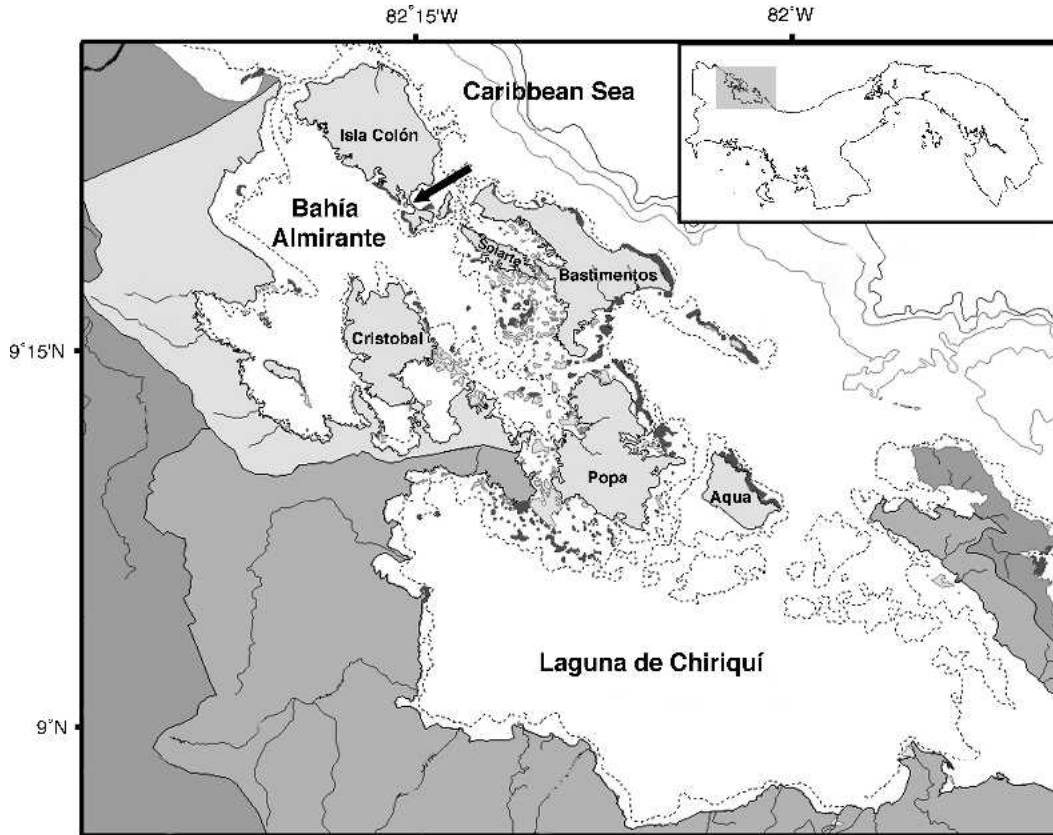 82˚15'W
82˚W
Caribbean Sea
Isla Colón
Bahía
Almirante
Solarte
Bastimentos
9˚15'N
Cristobal
Popa
Aqua
Laguna de Chiriquí
9˚N